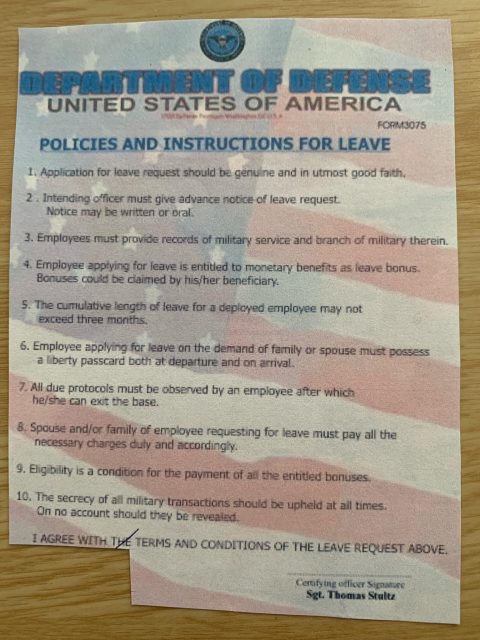 DEPARTMENT OF DEFENSE
UNITED STATES OF AMERICA
FORM3075
POLICIES AND INSTRUCTIONS FOR LEAVE
1. Application for leave request should be genuine and in utmost good faith.
2 . Intending officer must give advance notice of leave request.
Notice may be written or oral.
3. Employees must provide records of military service and branch of military therein.
4. Employee applying for leave is entitled to monetary benefits as leave bonus.
Bonuses could be claimed by his/her beneficiary.
5. The cumulative length of leave for a deployed employee may not
exceed three months.
6. Employee applying for leave on the demand of family or spouse must possess
a liberty passcard both at departure and on arrival.
7. All due protocols must be observed by an employee after which
he/she can exit the base.
8. Spouse and/or family of employee requesting for leave must pay all the
necessary charges duly and accordingly.
9. Eligibility is a condition for the payment of all the entitled bonuses.
10. The secrecy of all military transactions should be upheld at all times.
On no account should they be revealed.
I AGREE WITH THE TERMS AND CONDITIONS OF THE LEAVE REQUEST ABOVE.
Certifying officer Signature
Sgt. Thomas Stultz